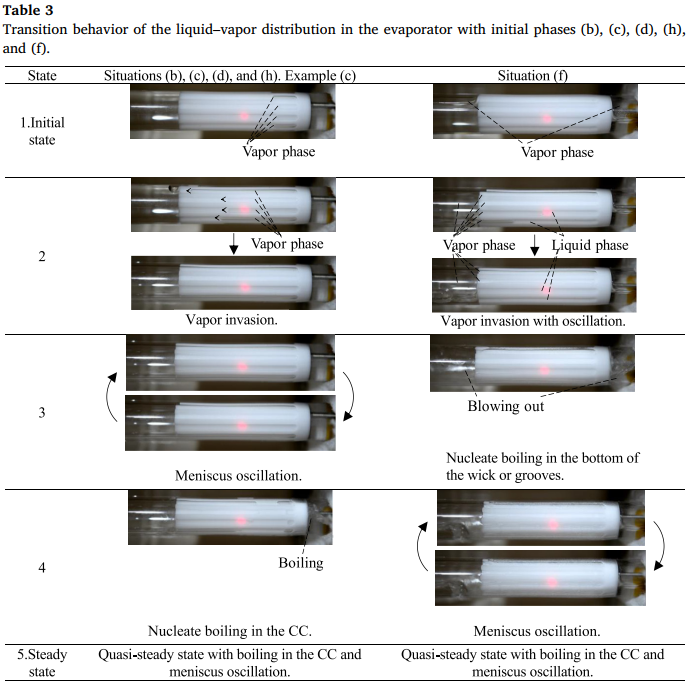 Table 3
Transition behavior of the liquid–vapor distribution in the evaporator with initial phases (b), (c), (d), (h),
and (f).
State Situations (b), (c), (d), and (h). Example (c) Situation (f)
1.Initial
state
Vapor phase
Vapor phase
2
Vapor phase
Vapor invasion.
Vapor phase Liquid phase
Vapor invasion with oscillation.
3
Meniscus oscillation.
Blowing out
Nucleate boiling in the bottom of
the wick or grooves.
4
Boiling
Nucleate boiling in the CC.
Meniscus oscillation.
5.Steady
state
Quasi-steady state with boiling in the CC and
meniscus oscillation.
Quasi-steady state with boiling in the CC and
meniscus oscillation.